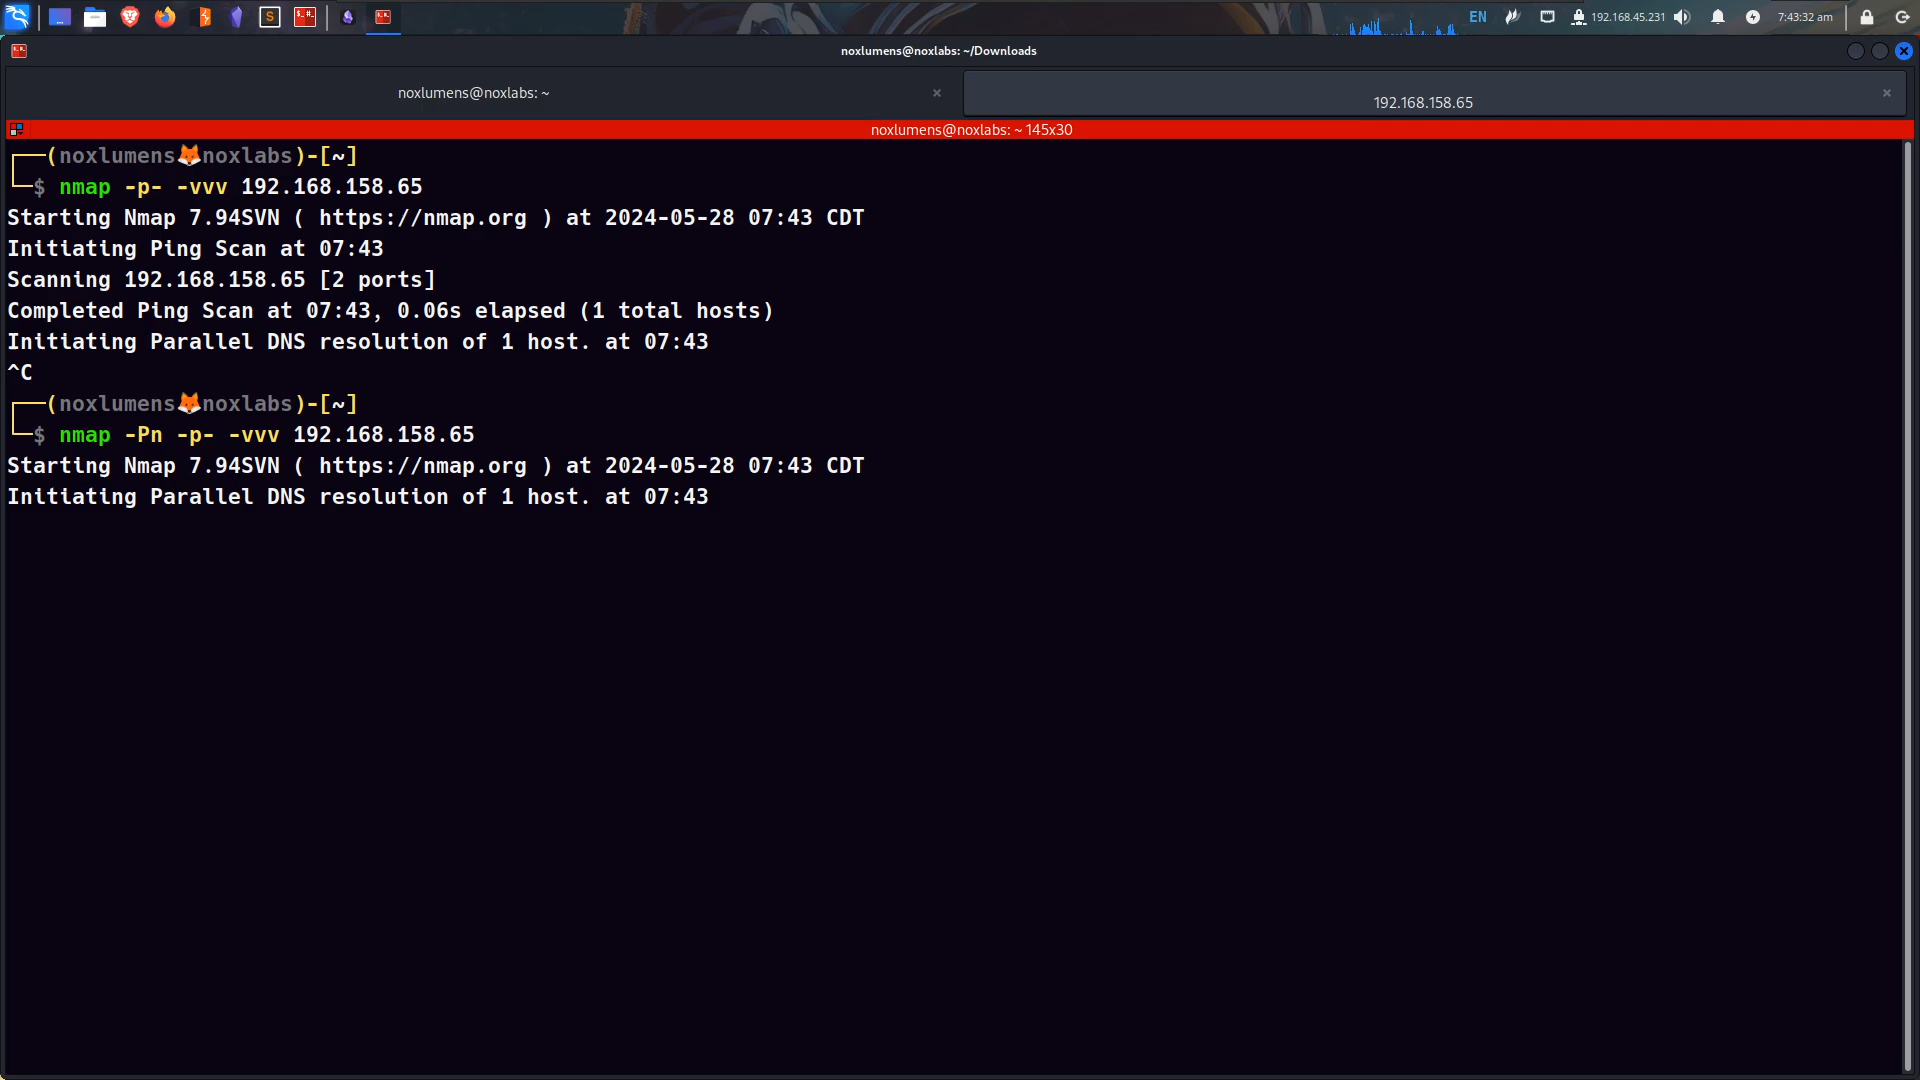 EN 192.168.45.231 7:43:32 am
noxlumens@noxlabs: ~/Downloads
noxlumens@noxlabs: ~ × 192.168.158.65 ×
noxlumens@noxlabs: ~ 145x30
┌──(noxlumens🦊noxlabs)-[~]
└─$ nmap -p- -vvv 192.168.158.65
Starting Nmap 7.94SVN ( https://nmap.org ) at 2024-05-28 07:43 CDT
Initiating Ping Scan at 07:43
Scanning 192.168.158.65 [2 ports]
Completed Ping Scan at 07:43, 0.06s elapsed (1 total hosts)
Initiating Parallel DNS resolution of 1 host. at 07:43
^C
┌──(noxlumens🦊noxlabs)-[~]
└─$ nmap -Pn -p- -vvv 192.168.158.65
Starting Nmap 7.94SVN ( https://nmap.org ) at 2024-05-28 07:43 CDT
Initiating Parallel DNS resolution of 1 host. at 07:43